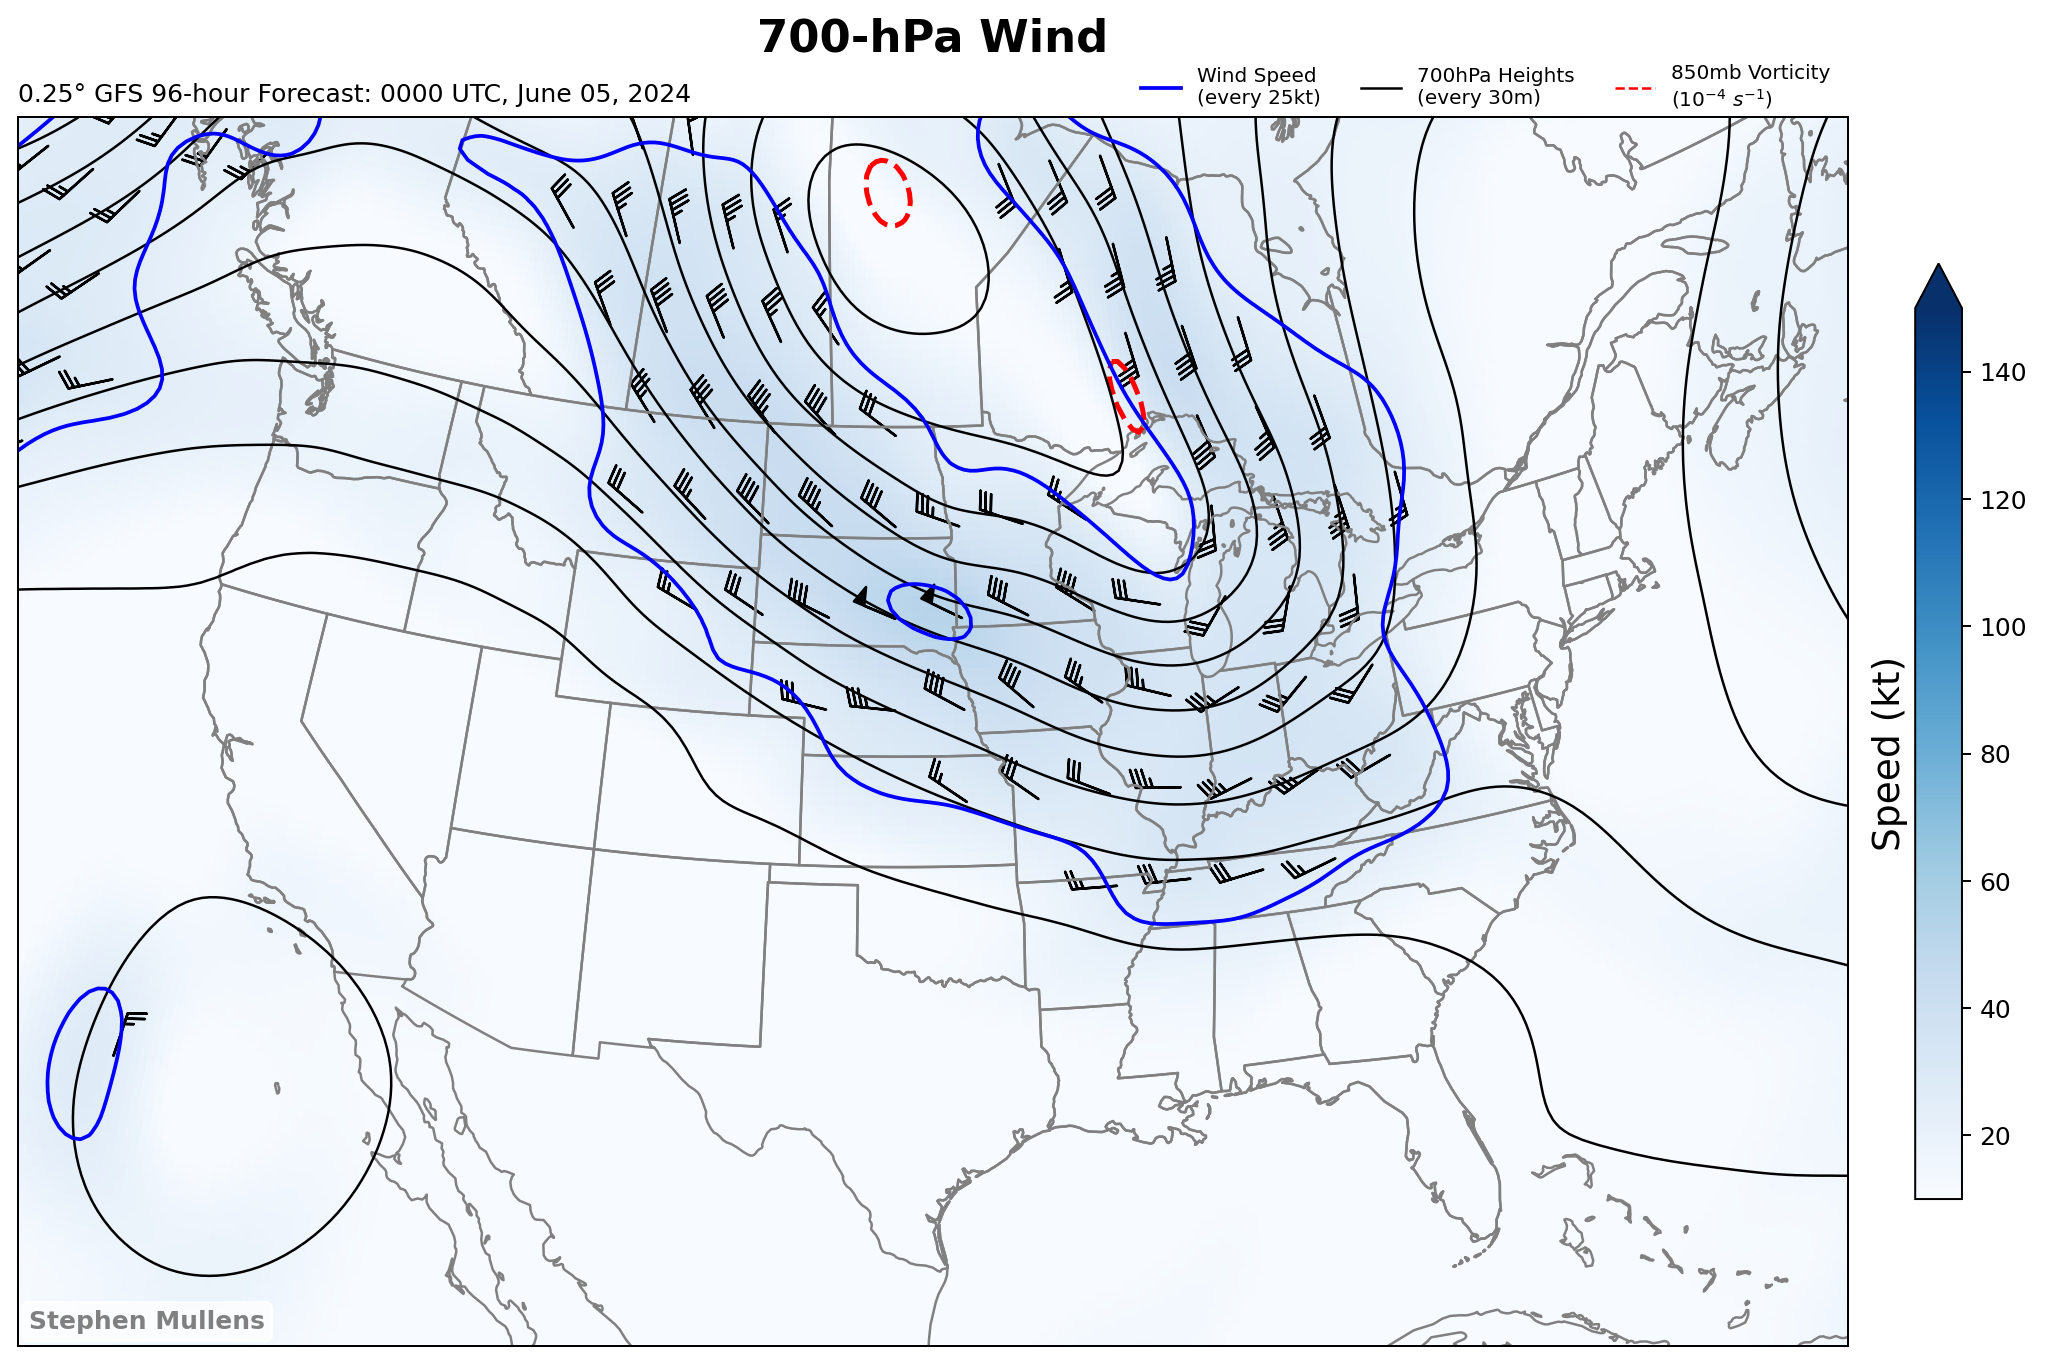 700-hPa Wind
0.25° GFS 96-hour Forecast: 0000 UTC, June 05, 2024
Wind Speed
(every 25kt)
700hPa Heights
(every 30m)
850mb Vorticity
(10⁻⁴ s⁻¹)
140
120
100
80
60
40
20
Speed (kt)
Stephen Mullens